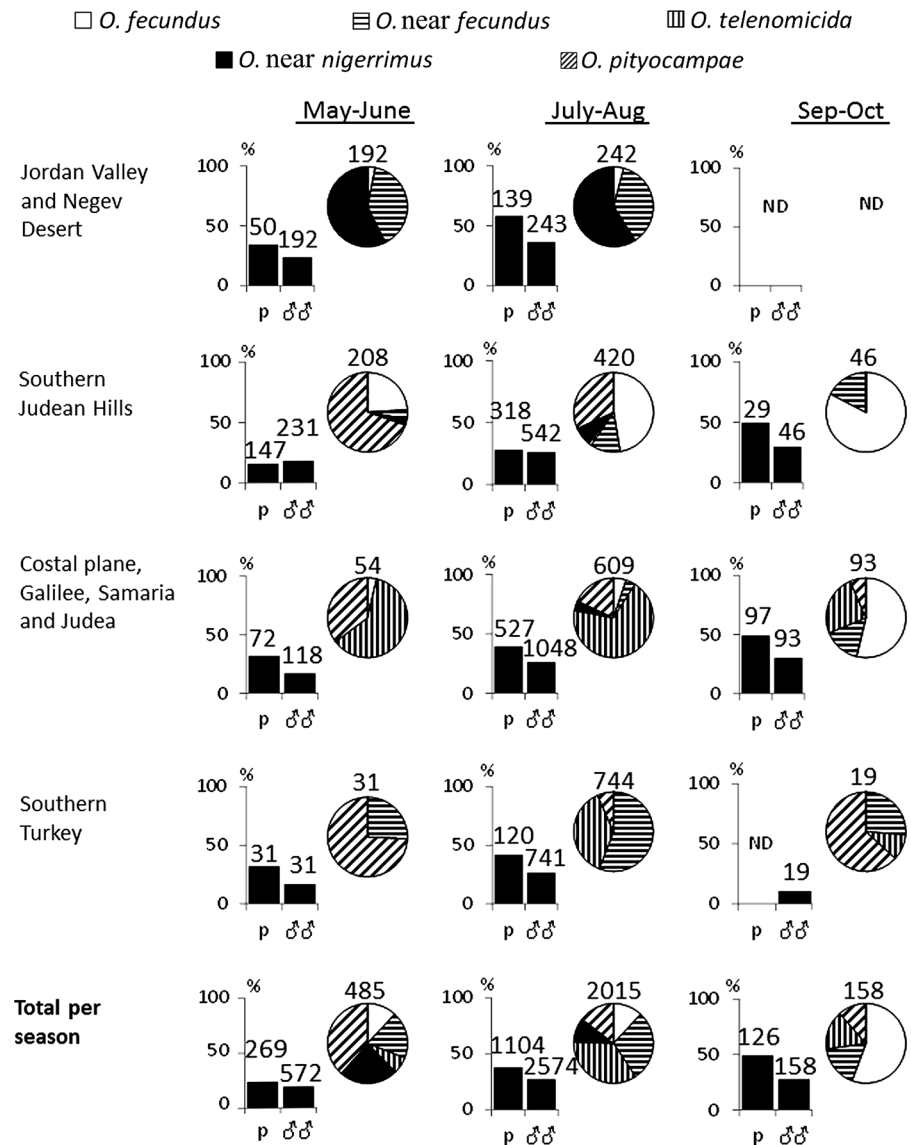 O. fecundus O. near fecundus O. telenomicida
O. near nigerrimus O. pityocampae
May-June July-Aug Sep-Oct
Jordan Valley
and Negev
Desert
% 192 % 242 %
100 100 100
50 192 139 243 ND ND
50 50 50
0 0 0
p ♂♂ p ♂♂ p ♂♂
Southern
Judean Hills
% 208 % 420 % 46
100 100 100
147 231 318 542 29 46
50 50 50
0 0 0
p ♂♂ p ♂♂ p ♂♂
Costal plane,
Galilee, Samaria
and Judea
% 54 % 609 % 93
100 100 100
72 118 527 1048 97 93
50 50 50
0 0 0
p ♂♂ p ♂♂ p ♂♂
Southern
Turkey
% 31 % 744 % 19
100 100 100
31 31 120 741 ND 19
50 50 50
0 0 0
p ♂♂ p ♂♂ p ♂♂
Total per
season
% 485 % 2015 % 158
100 100 100
269 572 1104 2574 126 158
50 50 50
0 0 0
p ♂♂ p ♂♂ p ♂♂